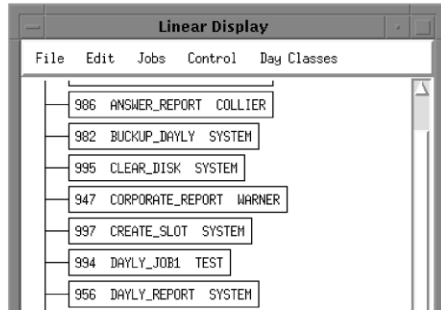 Linear Display
File Edit Jobs Control Day Classes
986 ANSWER_REPORT COLLIER
982 BUCKUP_DAYLY SYSTEM
995 CLEAR_DISK SYSTEM
947 CORPORATE_REPORT WARNER
997 CREATE_SLOT SYSTEM
994 DAYLY_JOB1 TEST
956 DAYLY_REPORT SYSTEM